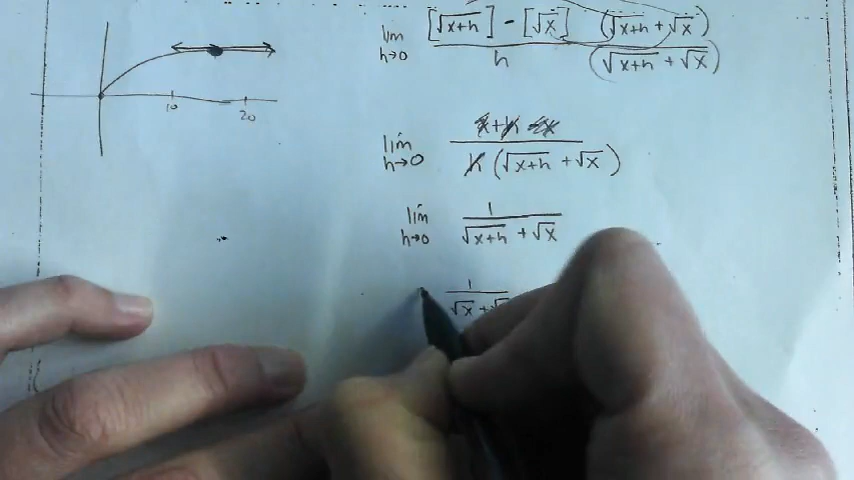 lim h→0 [√x+h] - [√x] (√x+h + √x) / h (√x+h + √x)
10 20
lim h→0 x+h-x / h (√x+h + √x)
lim h→0 1 / √x+h + √x
1 / √x + √